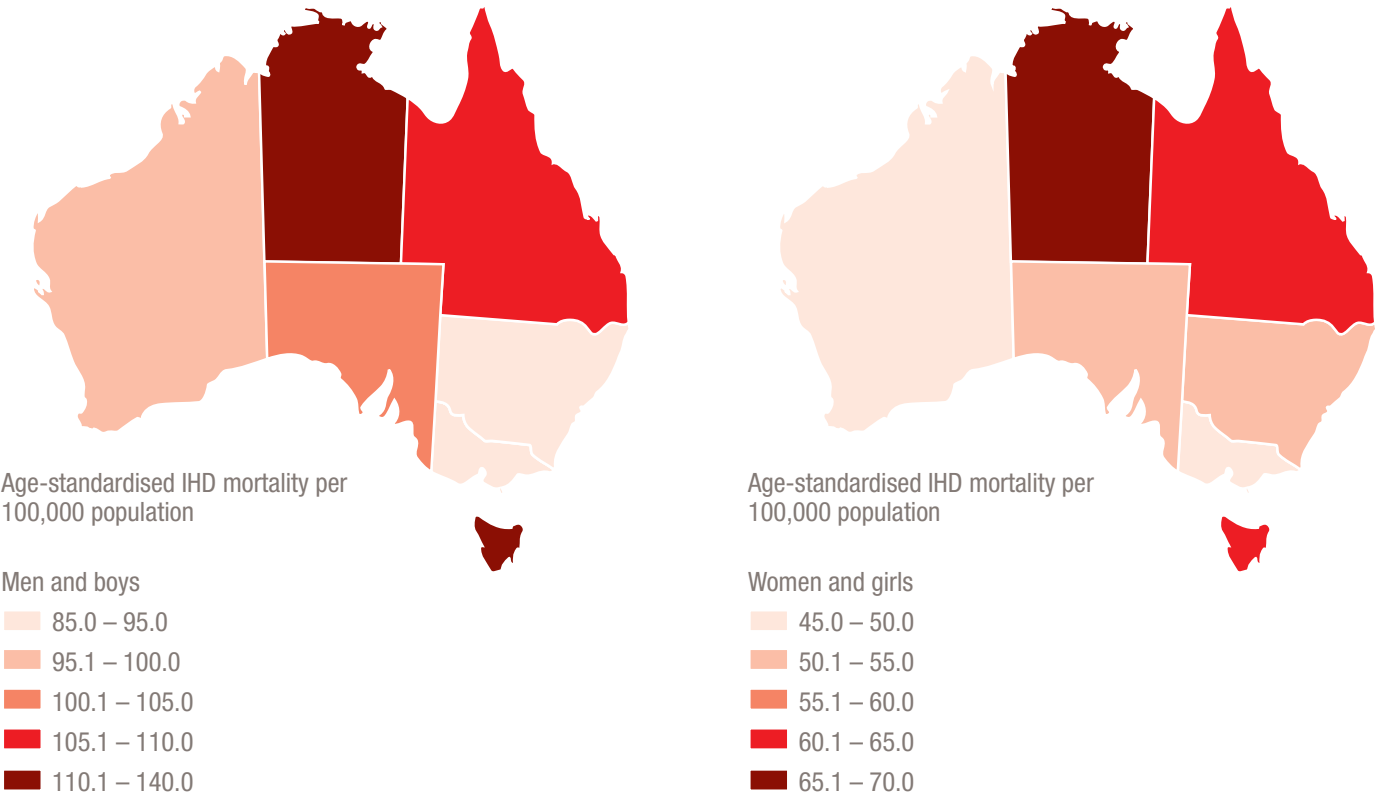 Age-standardised IHD mortality per
100,000 population
Men and boys
85.0 – 95.0
95.1 – 100.0
100.1 – 105.0
105.1 – 110.0
110.1 – 140.0
Age-standardised IHD mortality per
100,000 population
Women and girls
45.0 – 50.0
50.1 – 55.0
55.1 – 60.0
60.1 – 65.0
65.1 – 70.0